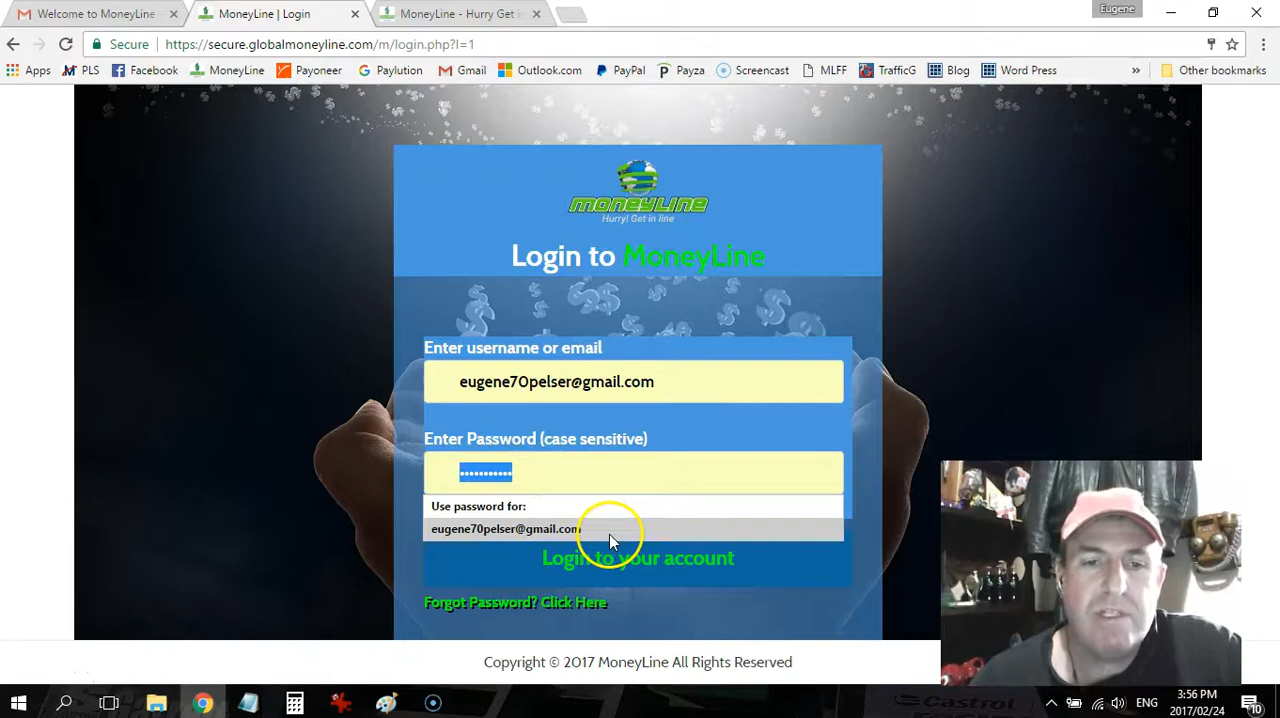 Eugene
Welcome to MoneyLine
MoneyLine | Login
MoneyLine - Hurry Get in
Secure
https://secure.globalmoneyline.com/m/login.php?l=1
Apps
PLS
Facebook
MoneyLine
Payoneer
Paylution
Gmail
Outlook.com
PayPal
Payza
Screencast
MLFF
TrafficG
Blog
Word Press
»
Other bookmarks
MONEYLINE
Hurry! Get in line
Login to MoneyLine
Enter username or email
eugene70pelser@gmail.com
Enter Password (case sensitive)
•••••••••••
Use password for:
eugene70pelser@gmail.com
Login to your account
Forgot Password? Click Here
Copyright © 2017 MoneyLine All Rights Reserved
Castrol
ENG
3:56 PM
2017/02/24
10